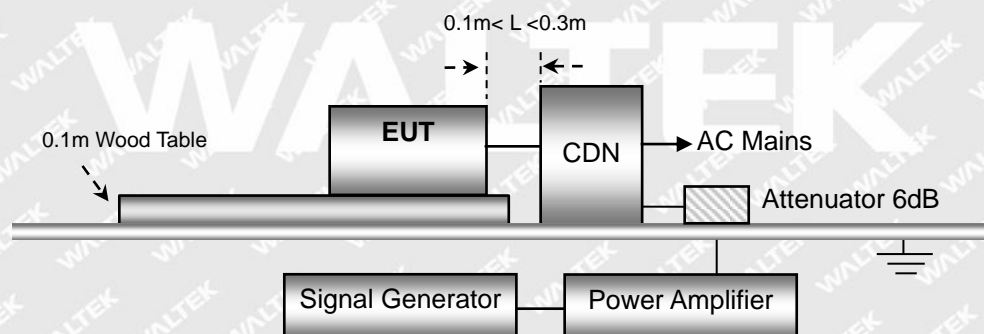 0.1m< L <0.3m
WALTEK
EUT
0.1m Wood Table
CDN
AC Mains
Attenuator 6dB
Signal Generator
Power Amplifier